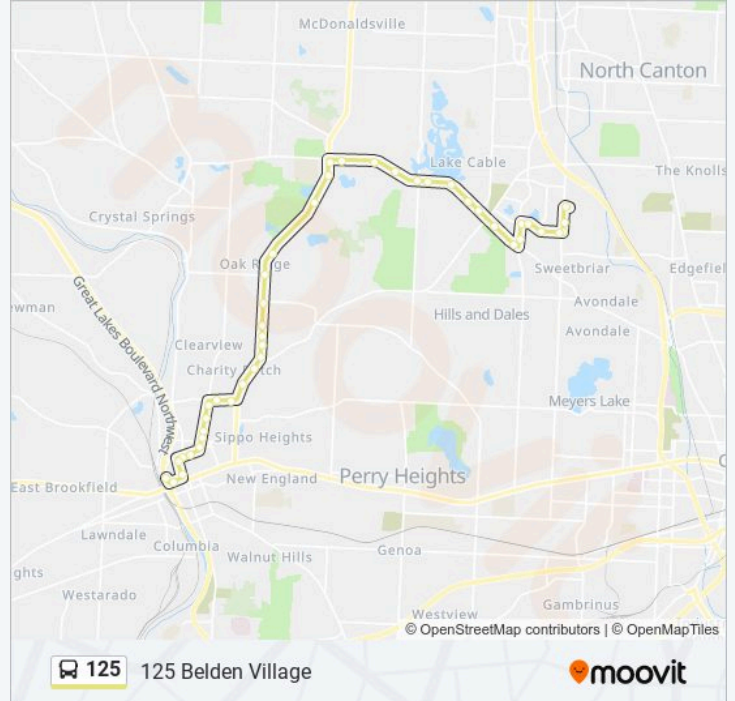 McDonaldsville
North Canton
Lake Cable
The Knolls
Crystal Springs
Oak Ridge
Sweetbriar
Edgefiel
Great Lakes Boulevard Northwest
ewman
Avondale
Hills and Dales
Avondale
Clearview
Charity
tch
Meyers Lake
Sippo Heights
Perry Heights
New England
East Brookfield
C
Lawndale
Columbia
Genoa
Walnut Hills
ghts
Westarado
Gambrinus
Westview
© OpenStreetMap contributors | © OpenMapTiles
125 125 Belden Village
moovit